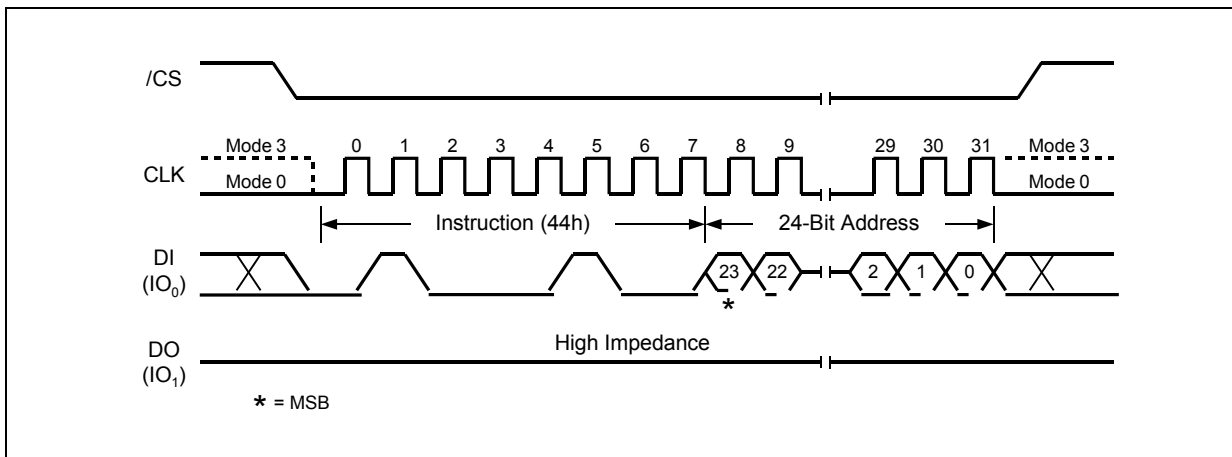 /CS
Mode 3
0 1 2 3 4 5 6 7 8 9 29 30 31
Mode 3
CLK
Mode 0
Mode 0
Instruction (44h)
24-Bit Address
DI
(IO₀)
23 22 2 1 0
*
High Impedance
DO
(IO₁)
* = MSB